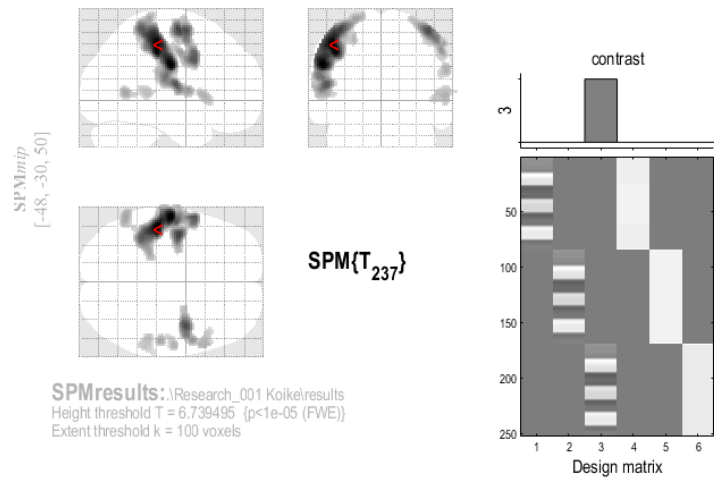 SPMmip
[-48, -30, 50]
SPM{T237}
SPMresults:.\Research_001 Koike\results
Height threshold T = 6.739495 {p<1e-05 (FWE)}
Extent threshold k = 100 voxels
contrast
3
50
100
150
200
250
1 2 3 4 5 6
Design matrix